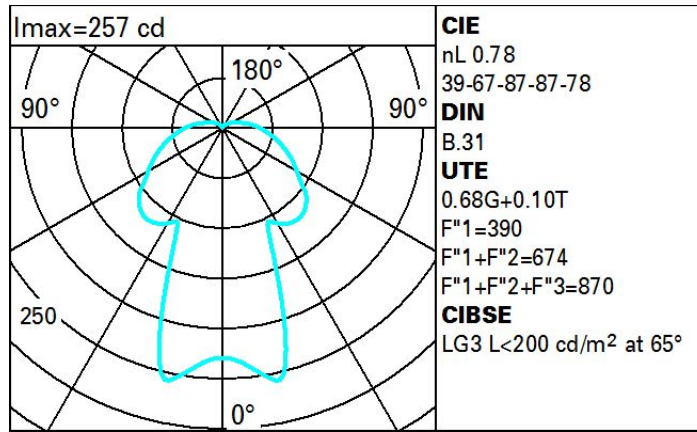 Imax=257 cd
180°
90°
90°
250
0°
CIE
nL 0.78
39-67-87-87-78
DIN
B.31
UTE
0.68G+0.10T
F"1=390
F"1+F"2=674
F"1+F"2+F"3=870
CIBSE
LG3 L<200 cd/m² at 65°